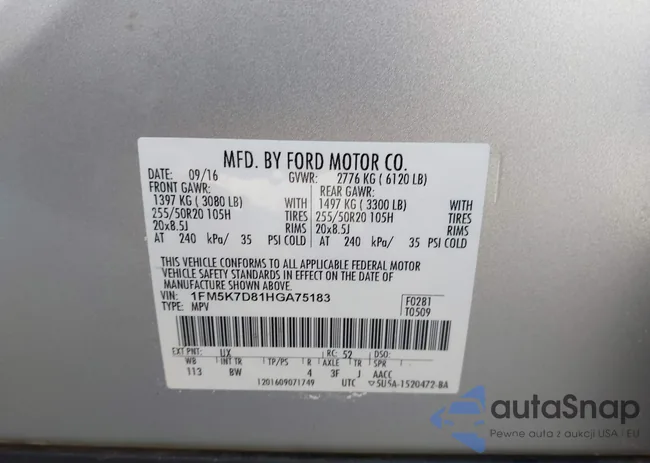 MFD. BY FORD MOTOR CO.
DATE: 09/16 GVWR: 2776 KG ( 6120 LB)
FRONT GAWR: REAR GAWR:
1397 KG ( 3080 LB) WITH 1497 KG ( 3300 LB) WITH
255/50R20 105H TIRES 255/50R20 105H TIRES
20x8.5J RIMS 20x8.5J RIMS
AT 240 kPa/ 35 PSI COLD AT 240 kPa/ 35 PSI COLD
THIS VEHICLE CONFORMS TO ALL APPLICABLE FEDERAL MOTOR
VEHICLE SAFETY STANDARDS IN EFFECT ON THE DATE OF
MANUFACTURE SHOWN ABOVE.
VIN: 1FM5K7D81HGA75183 F0281
TYPE: MPV T0509
EXT PNT: UX RC: 52 DSO:
WB INT TR TP/PS R AXLE TR SPR
113 BW 4 3F J AACC
1201609071749 UTC 5U5A-1520472-BA
autoSnap
Pewne auta z aukcji USA i EU